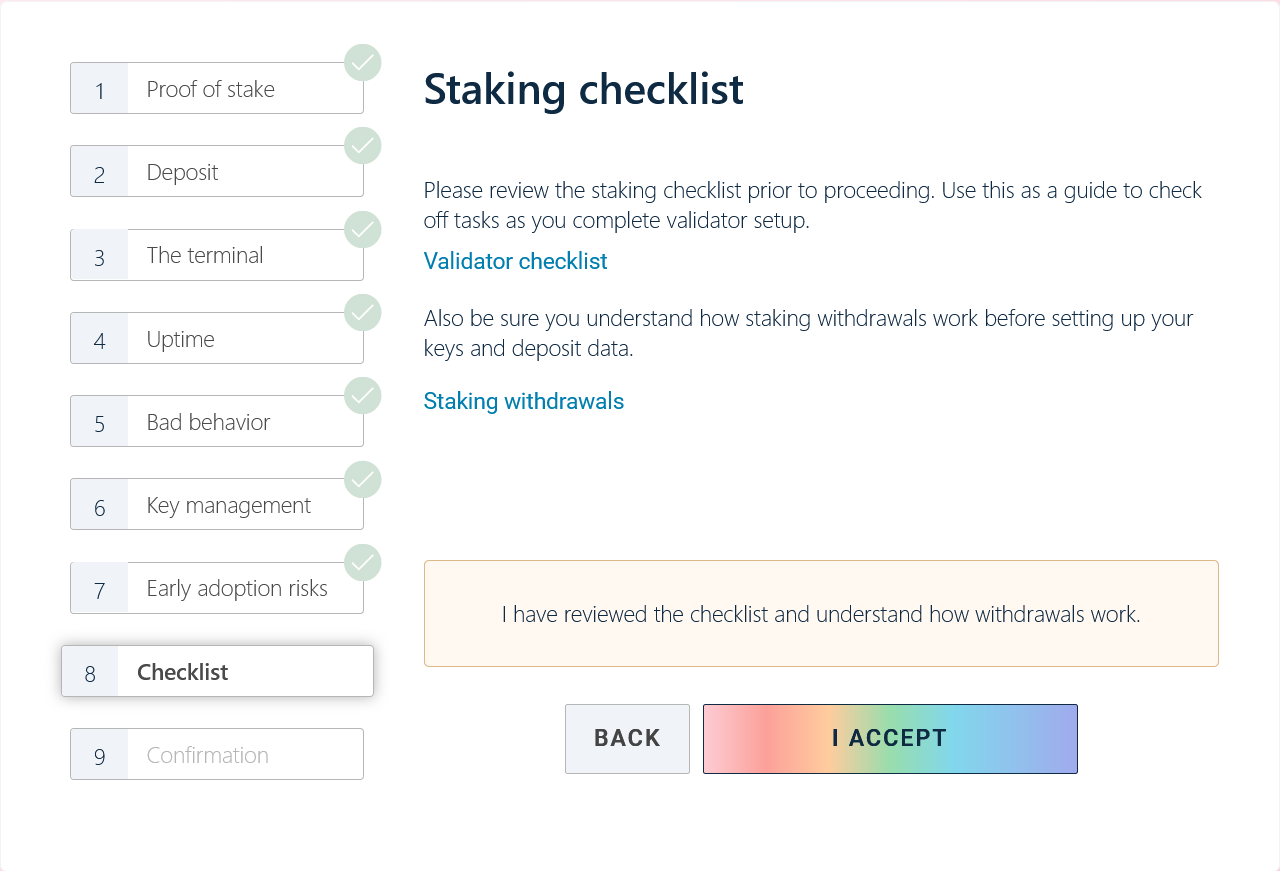 1 Proof of stake
2 Deposit
3 The terminal
4 Uptime
5 Bad behavior
6 Key management
7 Early adoption risks
8 Checklist
9 Confirmation
Staking checklist
Please review the staking checklist prior to proceeding. Use this as a guide to check
off tasks as you complete validator setup.
Validator checklist
Also be sure you understand how staking withdrawals work before setting up your
keys and deposit data.
Staking withdrawals
I have reviewed the checklist and understand how withdrawals work.
BACK
I ACCEPT